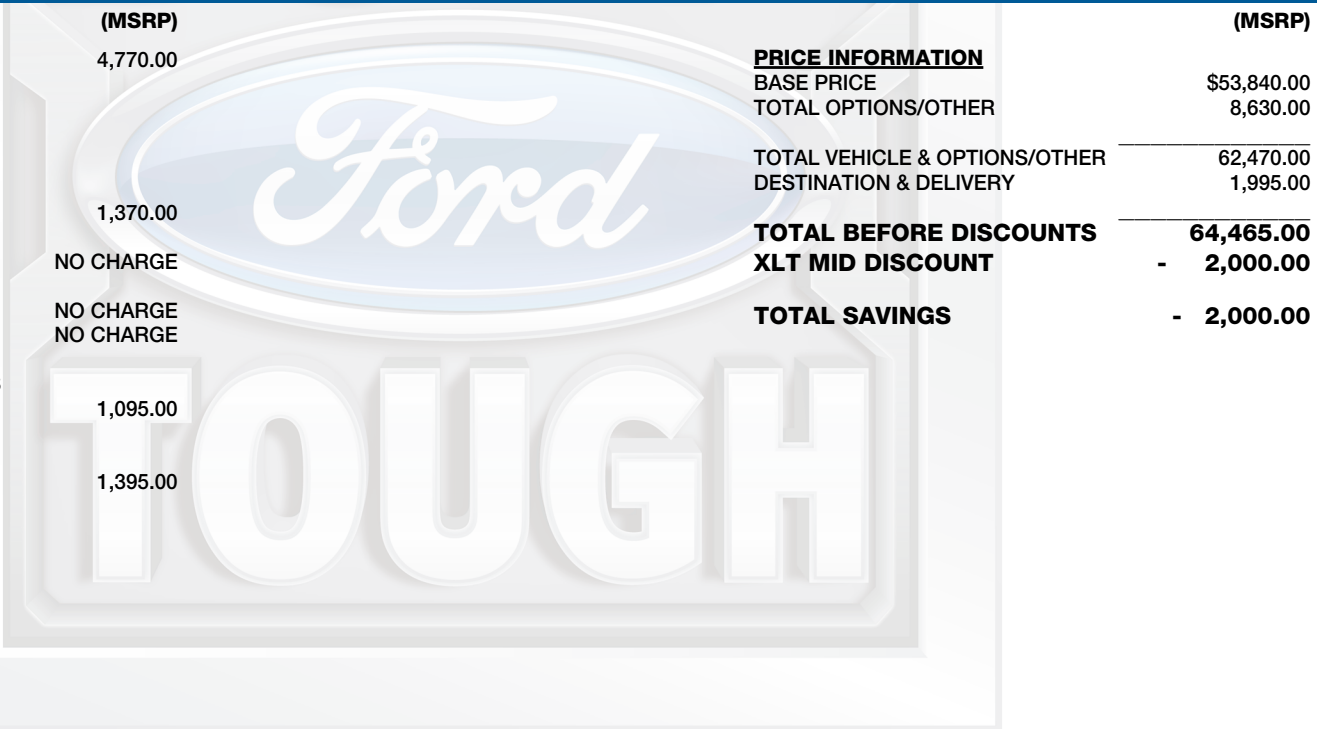 (MSRP)
4,770.00
1,370.00
NO CHARGE
NO CHARGE
NO CHARGE
1,095.00
1,395.00
Ford
TOUGH
(MSRP)
PRICE INFORMATION
BASE PRICE $53,840.00
TOTAL OPTIONS/OTHER 8,630.00
TOTAL VEHICLE & OPTIONS/OTHER 62,470.00
DESTINATION & DELIVERY 1,995.00
TOTAL BEFORE DISCOUNTS 64,465.00
XLT MID DISCOUNT - 2,000.00
TOTAL SAVINGS - 2,000.00